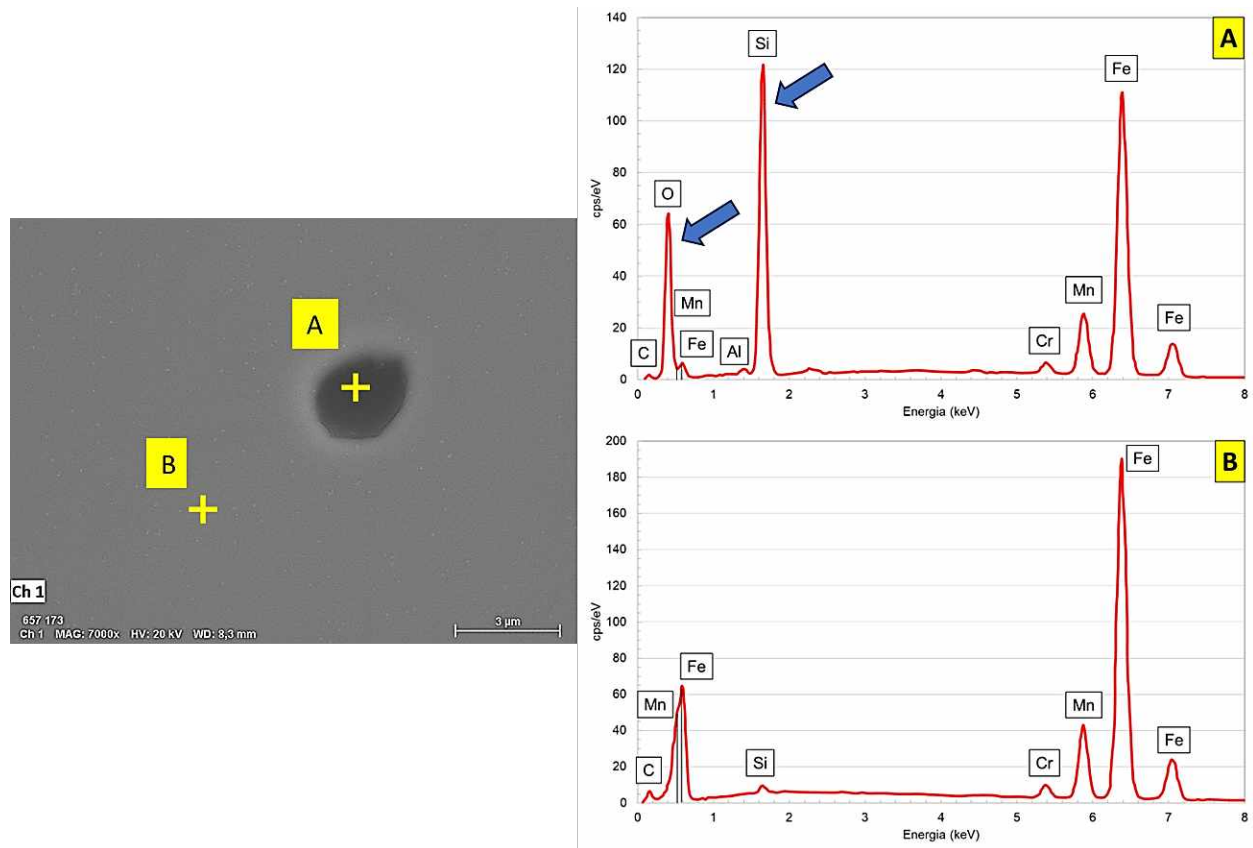 A
B
Ch 1
657 173
Ch 1 MAG: 7000x HV: 20 kV WD: 8,3 mm
3 µm
A
140
120
100
80
60
40
20
0
cps/eV
C
O
Mn
Fe
Al
Si
Cr
Mn
Fe
Fe
0 1 2 3 4 5 6 7 8
Energia (keV)
B
200
180
160
140
120
100
80
60
40
20
0
cps/eV
C
Mn
Fe
Si
Cr
Mn
Fe
Fe
0 1 2 3 4 5 6 7 8
Energia (keV)